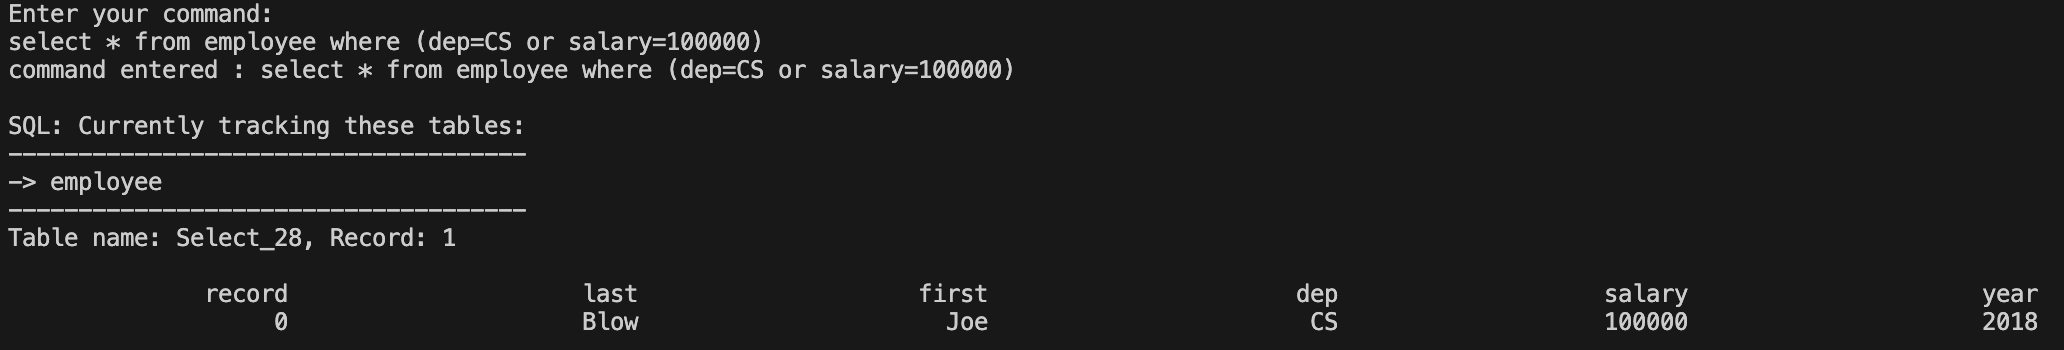 Enter your command:
select * from employee where (dep=CS or salary=100000)
command entered : select * from employee where (dep=CS or salary=100000)
SQL: Currently tracking these tables:
-------------------------------------
-> employee
-------------------------------------
Table name: Select_28, Record: 1
record last first dep salary year
0 Blow Joe CS 100000 2018